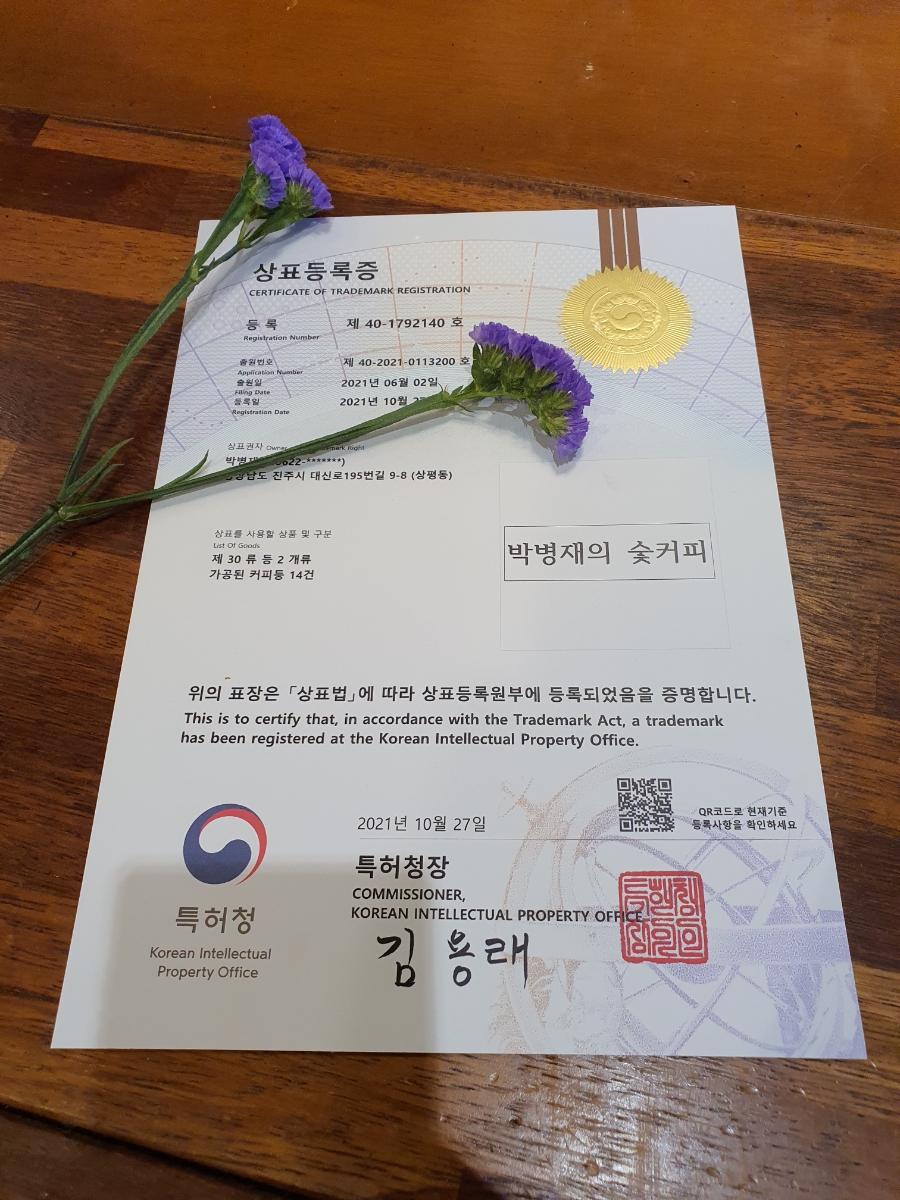 상표등록증
CERTIFICATE OF TRADEMARK REGISTRATION
등 록 제 40-1792140 호
Registration Number
출원번호 제 40-2021-0113200 호
Application Number
출원일 2021년 06월 02일
Filing Date
등록일 2021년 10월
Registration Date
상표권자 Owner Right
622-*******)
진주시 대신로195번길 9-8 (상평동)
상표를 사용할 상품 및 구분
List Of Goods
제 30 류 등 2 개류
가공된 커피등 14건
박병재의 숯커피
위의 표장은 「상표법」에 따라 상표등록원부에 등록되었음을 증명합니다.
This is to certify that, in accordance with the Trademark Act, a trademark
has been registered at the Korean Intellectual Property Office.
QR코드로 현재기준
등록사항을 확인하세요
2021년 10월 27일
특허청장
COMMISSIONER,
KOREAN INTELLECTUAL PROPERTY OFFICE
김용래
특허청
Korean Intellectual
Property Office